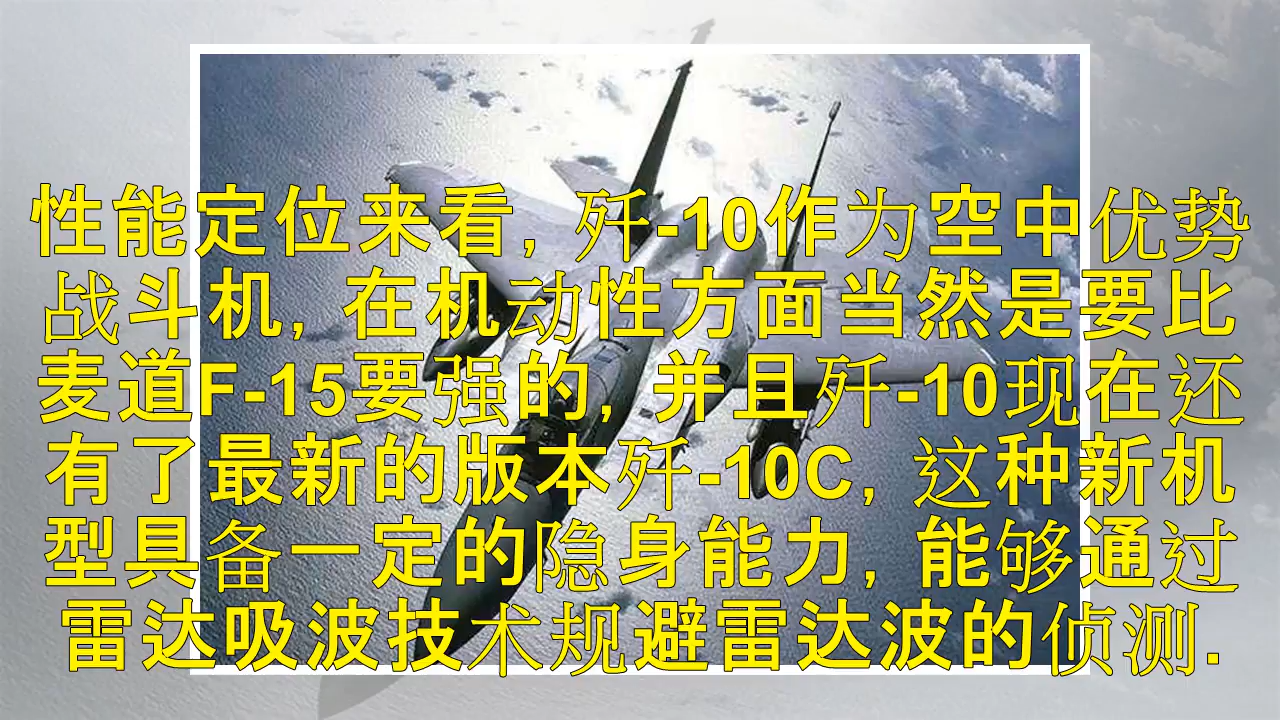 性能定位来看, 歼-10作为空中优势
战斗机, 在机动性方面当然是要比
麦道F-15要强的, 并且歼-10现在还
有了最新的版本歼-10C, 这种新机
型具备一定的隐身能力, 能够通过
雷达吸波技术规避雷达波的侦测.